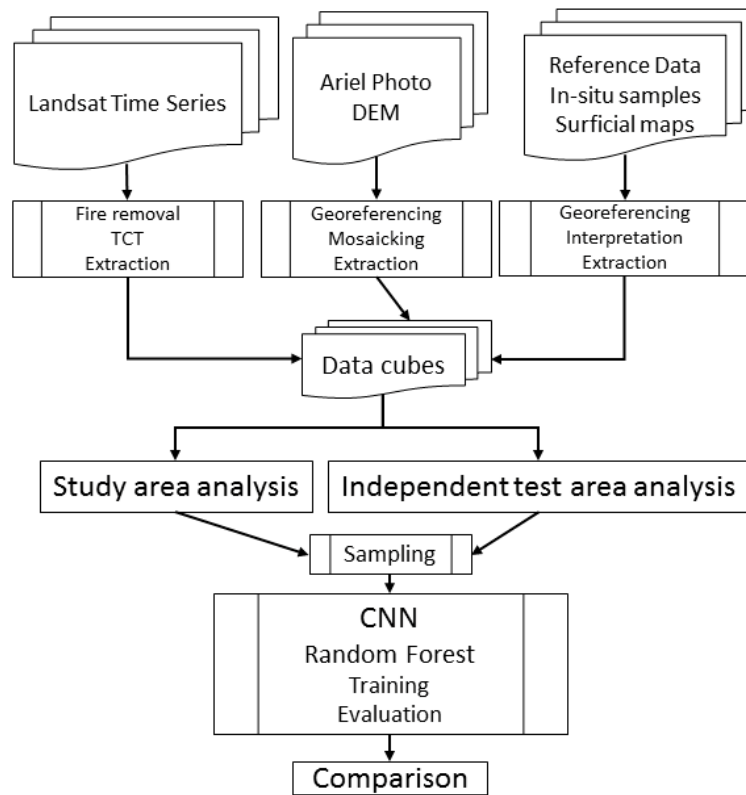 Landsat Time Series
Ariel Photo
DEM
Reference Data
In-situ samples
Surficial maps
Fire removal
TCT
Extraction
Georeferencing
Mosaicking
Extraction
Georeferencing
Interpretation
Extraction
Data cubes
Study area analysis
Independent test area analysis
Sampling
CNN
Random Forest
Training
Evaluation
Comparison